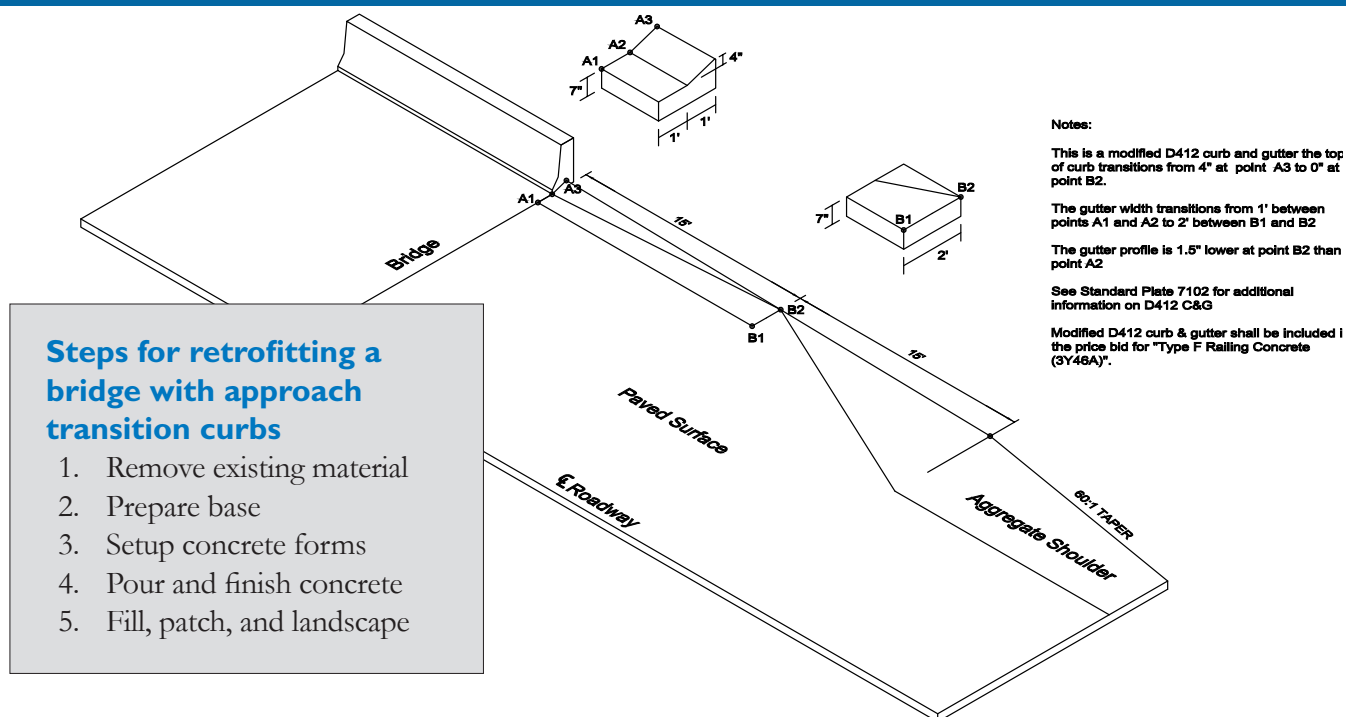 A3
A2
A1
4"
7"
1'
1'
Notes:
This is a modified D412 curb and gutter the top
of curb transitions from 4" at point A3 to 0" at
point B2.
The gutter width transitions from 1' between
points A1 and A2 to 2' between B1 and B2
The gutter profile is 1.5" lower at point B2 than
point A2
See Standard Plate 7102 for additional
information on D412 C&G
Modified D412 curb & gutter shall be included i
the price bid for "Type F Railing Concrete
(3Y46A)".
B2
7"
B1
2'
A3
A1
15'
Bridge
B2
B1
15'
Paved Surface
℄ Roadway
Aggregate Shoulder
60:1 TAPER
Steps for retrofitting a
bridge with approach
transition curbs
1. Remove existing material
2. Prepare base
3. Setup concrete forms
4. Pour and finish concrete
5. Fill, patch, and landscape